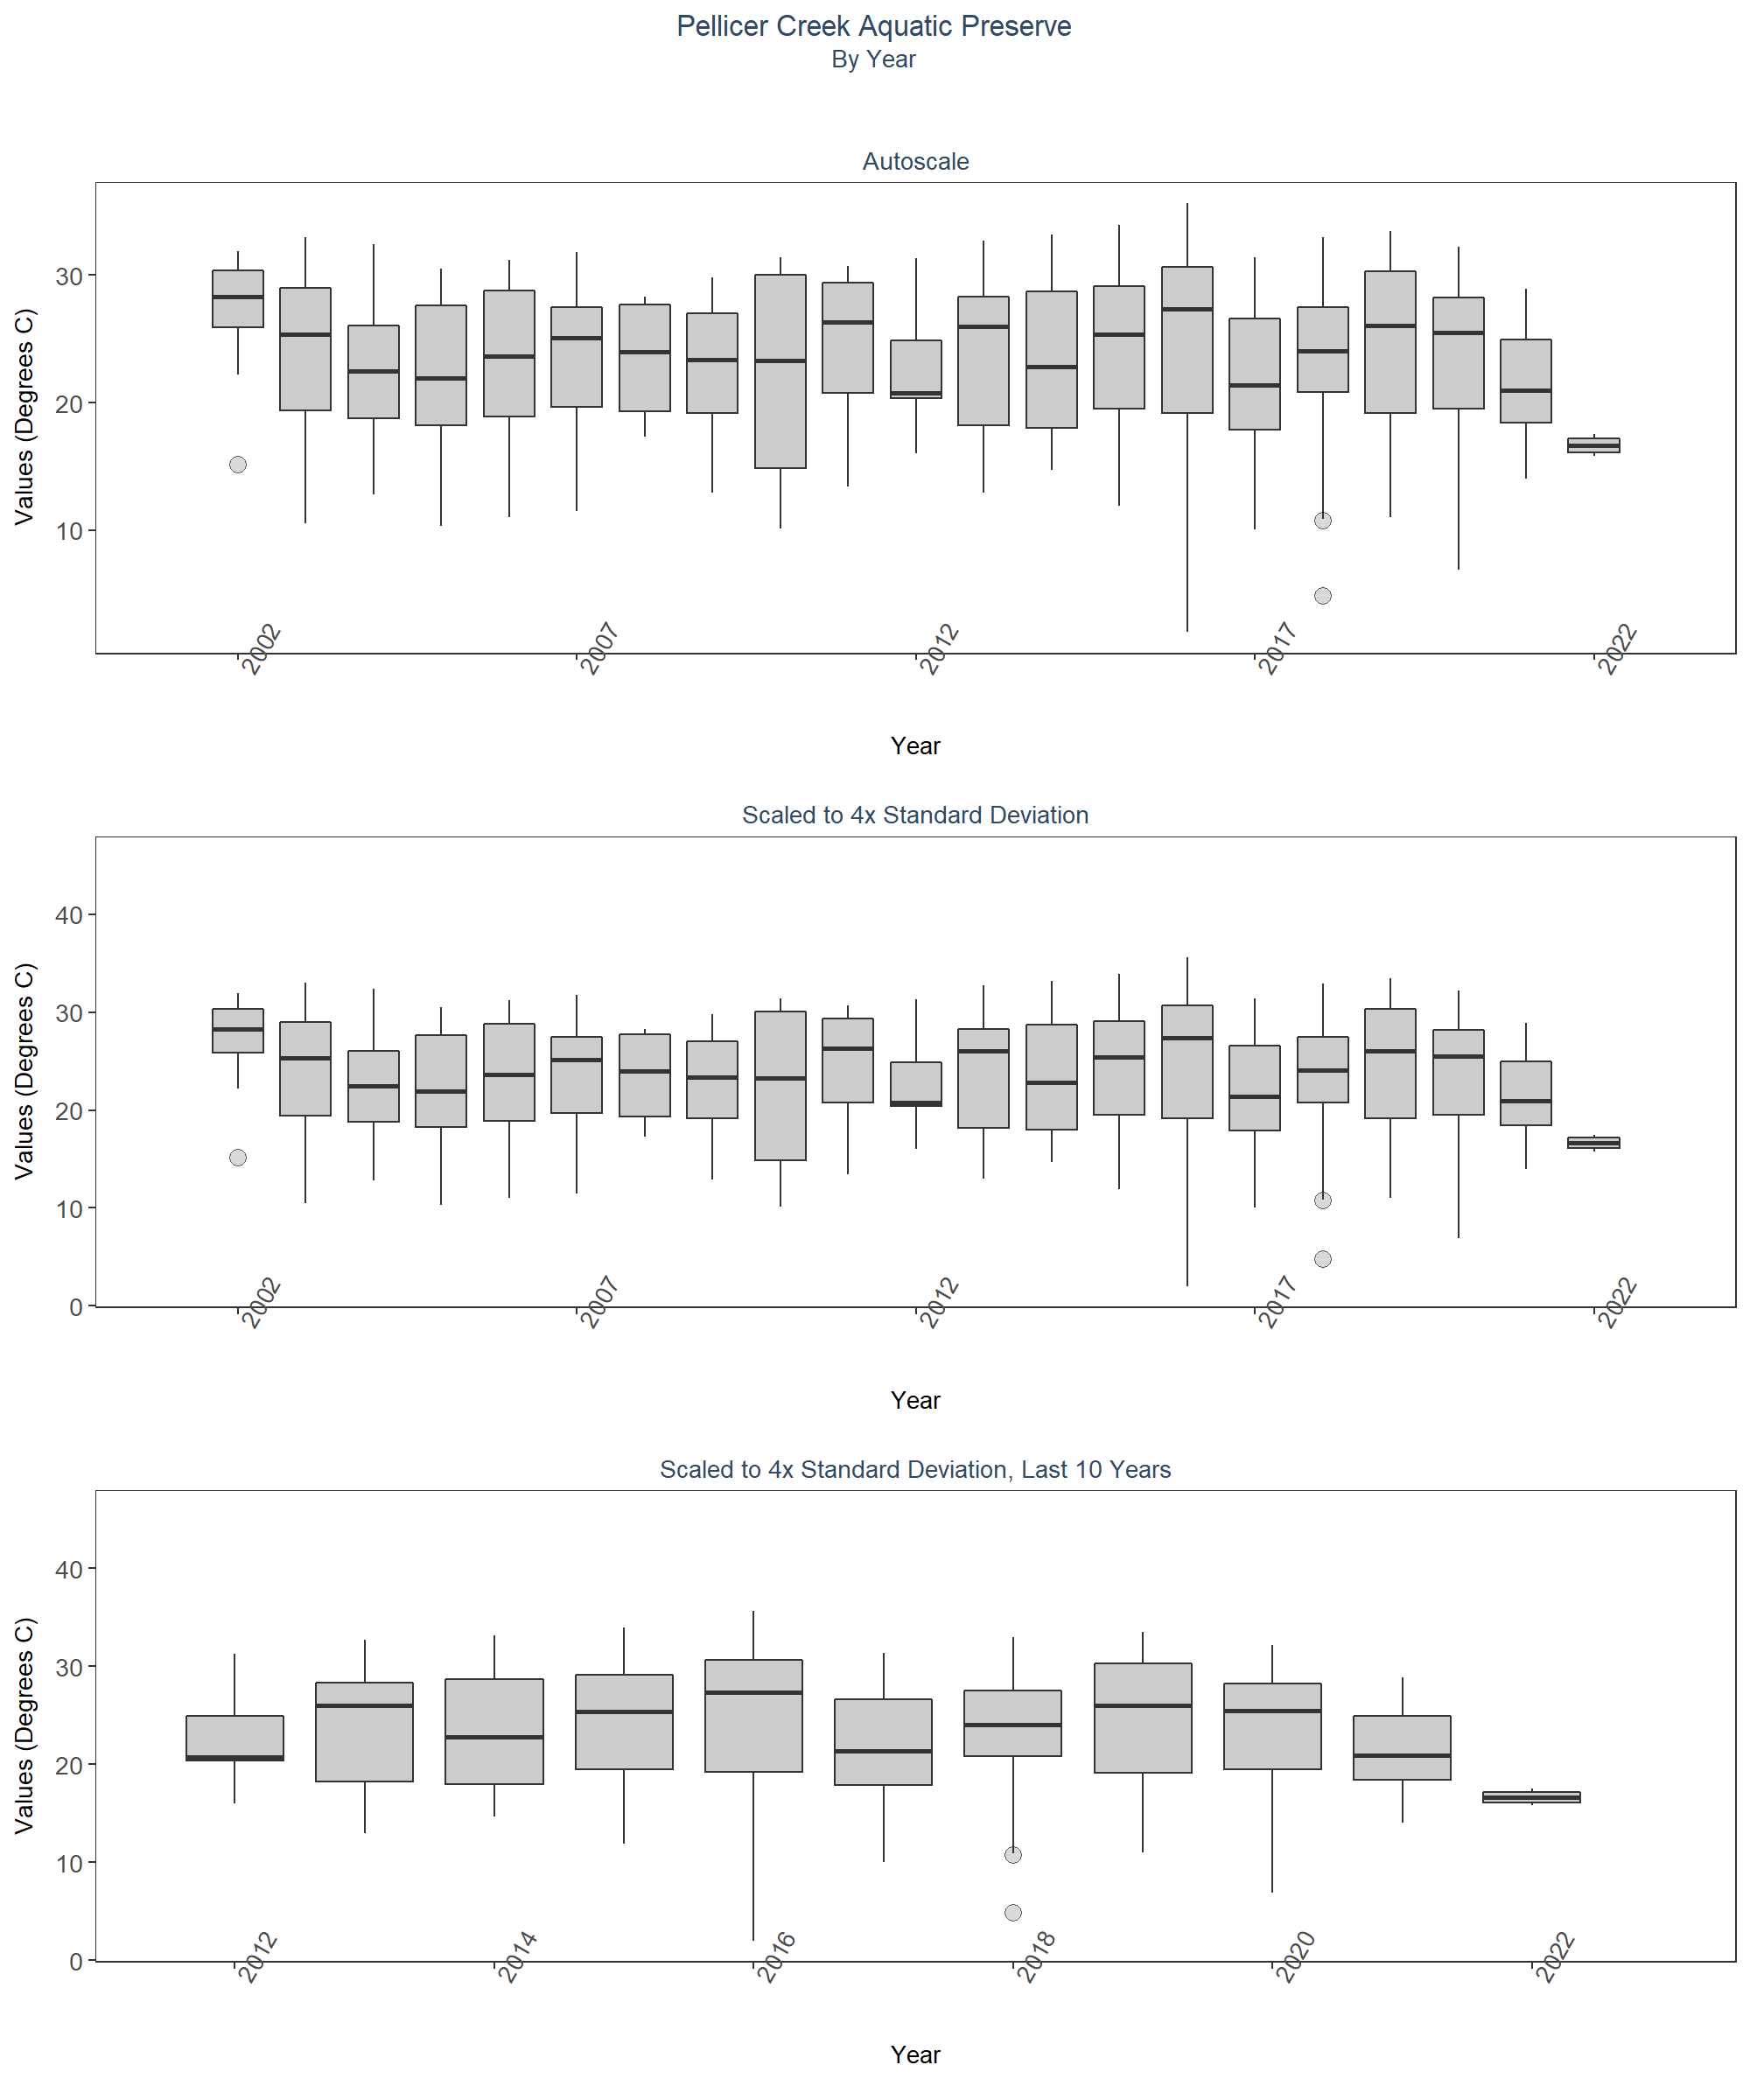 Pellicer Creek Aquatic Preserve
By Year
Autoscale
Values (Degrees C)
30
20
10
2002 2007 2012 2017 2022
Year
Scaled to 4x Standard Deviation
Values (Degrees C)
40
30
20
10
0
2002 2007 2012 2017 2022
Year
Scaled to 4x Standard Deviation, Last 10 Years
Values (Degrees C)
40
30
20
10
0
2012 2014 2016 2018 2020 2022
Year